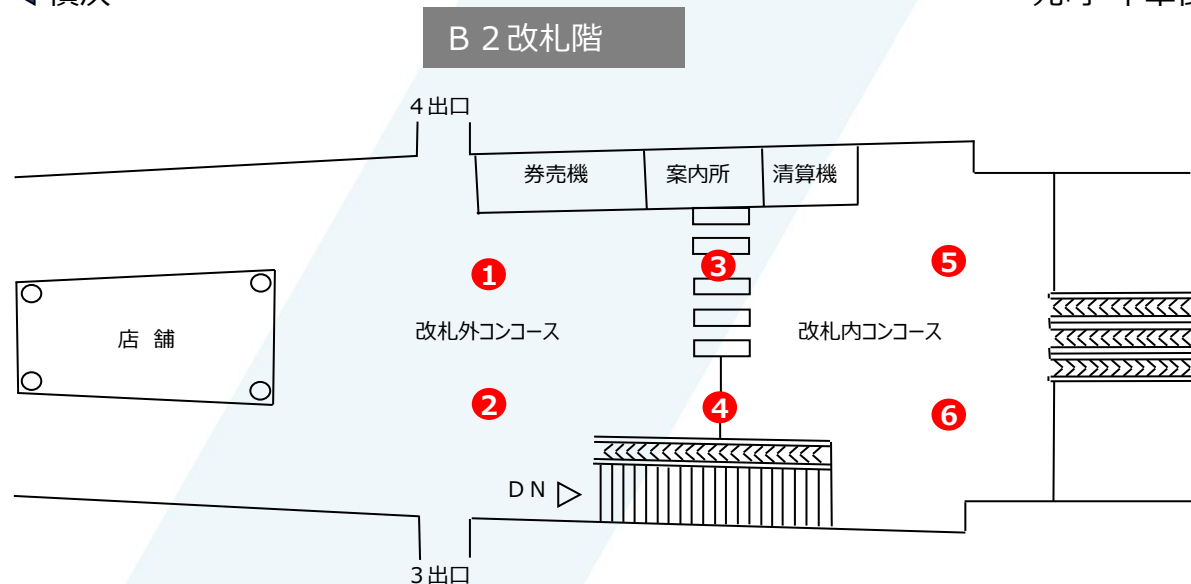 Ｂ２改札階
４出口
券売機
案内所
清算機
❶
❸
❺
店 舗
改札外コンコース
改札内コンコース
❷
❹
❻
ＤＮ
３出口